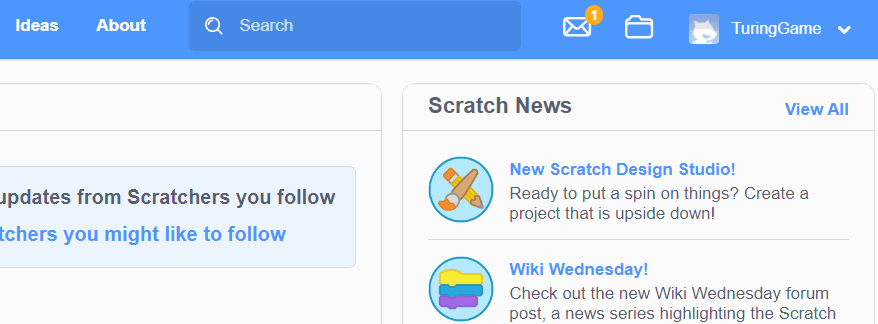 Ideas About Search 1 TuringGame
Scratch News View All
updates from Scratchers you follow
tchers you might like to follow
New Scratch Design Studio!
Ready to put a spin on things? Create a
project that is upside down!
Wiki Wednesday!
Check out the new Wiki Wednesday forum
post, a news series highlighting the Scratch